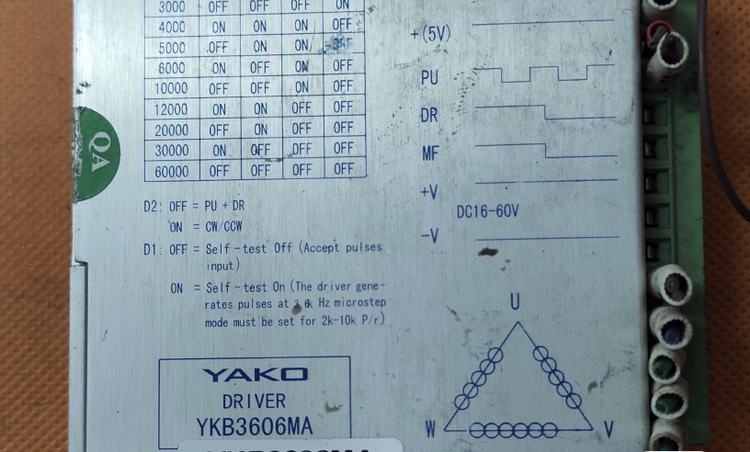 3000 OFF OFF OFF ON
4000 ON ON ON OFF
5000 OFF ON ON OFF
6000 ON OFF ON OFF
10000 OFF OFF ON OFF
12000 ON ON OFF OFF
20000 OFF ON OFF OFF
30000 ON OFF OFF OFF
60000 OFF OFF OFF OFF
D2: OFF = PU + DR
ON = CW/CCW
D1: OFF = Self-test Off (Accept pulses
input)
ON = Self-test On (The driver gene-
rates pulses at Hz microstep
mode must be set for 2k-10k P/r)
YAKO
DRIVER
YKB3606MA
+(5V)
PU
DR
MF
+V
DC16-60V
-V
U
W
V
QA